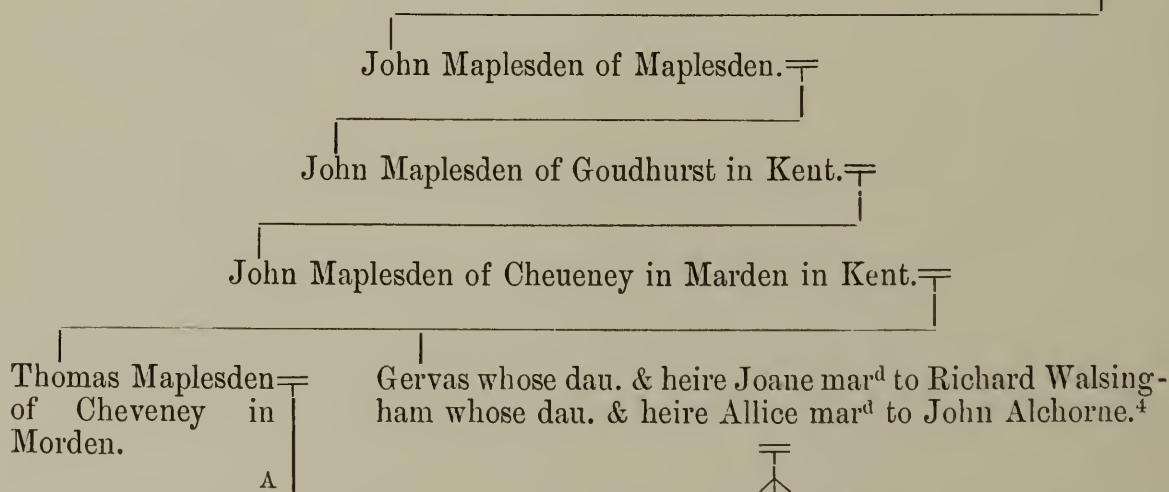 John Maplesden of Maplesden.
John Maplesden of Goudhurst in Kent.
John Maplesden of Cheueney in Marden in Kent.
Thomas Maplesden
of Cheveney in
Morden.
A
Gervas whose dau. & heire Joane marᵈ to Richard Walsing-
ham whose dau. & heire Allice marᵈ to John Alchorne.⁴